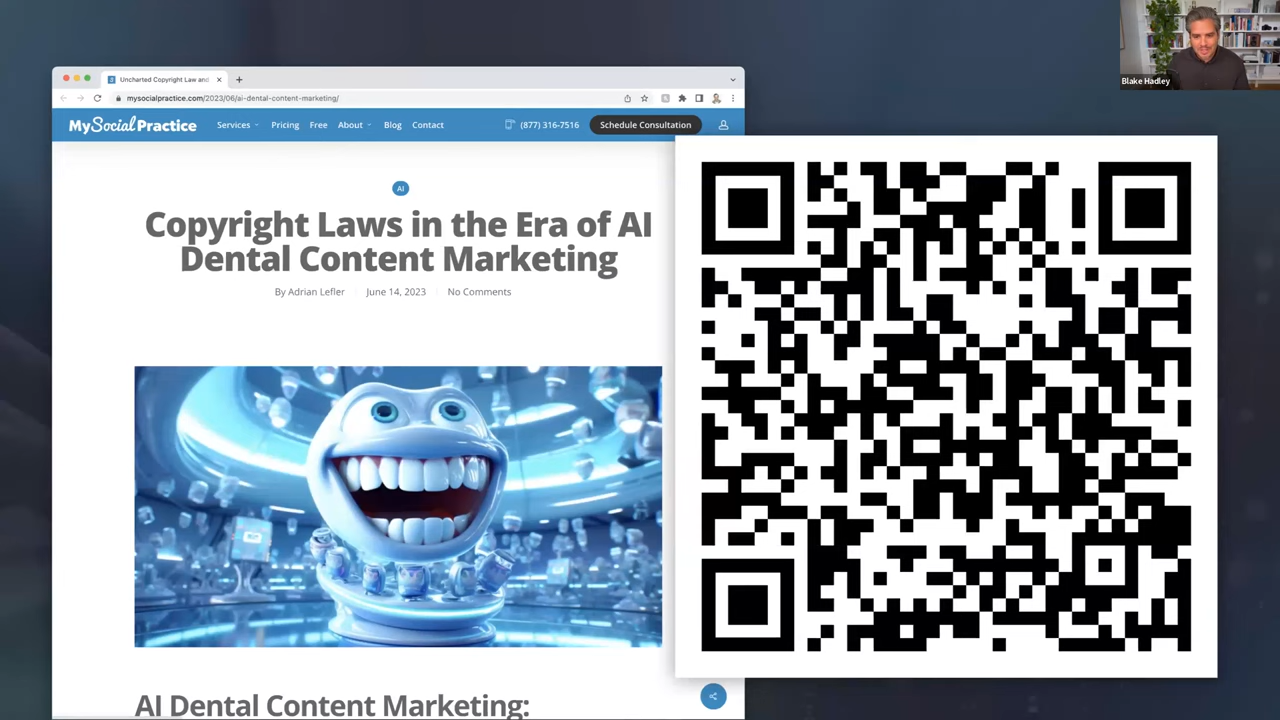 Blake Hadley
Uncharted Copyright Law and
mysocialpractice.com/2023/06/ai-dental-content-marketing/
MySocialPractice Services Pricing Free About Blog Contact (877) 316-7516 Schedule Consultation
AI
Copyright Laws in the Era of AI
Dental Content Marketing
By Adrian Lefler June 14, 2023 No Comments
AI Dental Content Marketing: